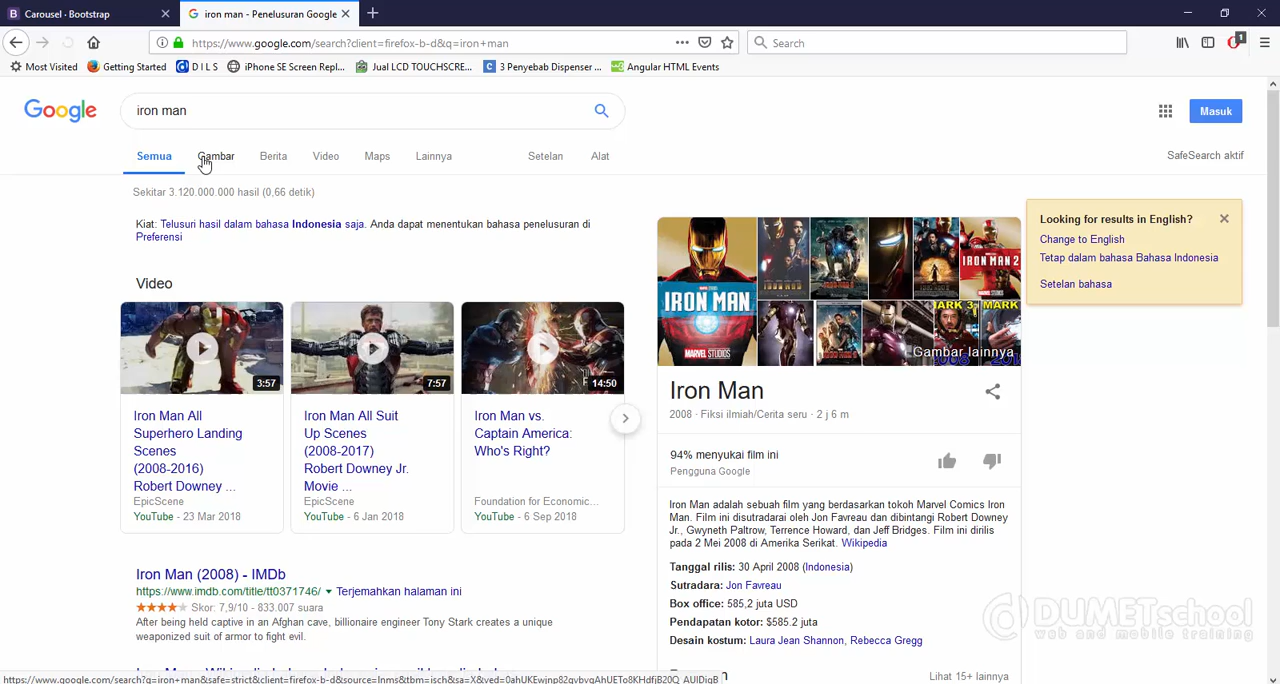 Carousel · Bootstrap
iron man - Penelusuran Google
https://www.google.com/search?client=firefox-b-d&q=iron+man
Search
1
Most Visited
Getting Started
D I L S
iPhone SE Screen Repl...
Jual LCD TOUCHSCRE...
3 Penyebab Dispenser ...
Angular HTML Events
Google
iron man
Masuk
Semua
Gambar
Berita
Video
Maps
Lainnya
Setelan
Alat
SafeSearch aktif
Sekitar 3.120.000.000 hasil (0,66 detik)
Kiat: Telusuri hasil dalam bahasa Indonesia saja. Anda dapat menentukan bahasa penelusuran di
Preferensi
Video
3:57
7:57
14:50
Iron Man All
Superhero Landing
Scenes
(2008-2016)
Robert Downey ...
EpicScene
YouTube - 23 Mar 2018
Iron Man All Suit
Up Scenes
(2008-2017)
Robert Downey Jr.
Movie ...
EpicScene
YouTube - 6 Jan 2018
Iron Man vs.
Captain America:
Who's Right?
Foundation for Economic...
YouTube - 6 Sep 2018
Iron Man (2008) - IMDb
https://www.imdb.com/title/tt0371746/ Terjemahkan halaman ini
Skor: 7,9/10 - 833.007 suara
After being held captive in an Afghan cave, billionaire engineer Tony Stark creates a unique
weaponized suit of armor to fight evil.
IRON MAN
MARVEL STUDIOS
IRON MAN 2
MARK
Gambar lainnya
Iron Man
2008 · Fiksi ilmiah/Cerita seru · 2 j 6 m
94% menyukai film ini
Pengguna Google
Iron Man adalah sebuah film yang berdasarkan tokoh Marvel Comics Iron
Man. Film ini disutradarai oleh Jon Favreau dan dibintangi Robert Downey
Jr., Gwyneth Paltrow, Terrence Howard, dan Jeff Bridges. Film ini dirilis
pada 2 Mei 2008 di Amerika Serikat. Wikipedia
Tanggal rilis: 30 April 2008 (Indonesia)
Sutradara: Jon Favreau
Box office: 585,2 juta USD
Pendapatan kotor: $585.2 juta
Desain kostum: Laura Jean Shannon, Rebecca Gregg
Lihat 15+ lainnya
Looking for results in English?
Change to English
Tetap dalam bahasa Bahasa Indonesia
Setelan bahasa
DUMETschool
web and mobile training